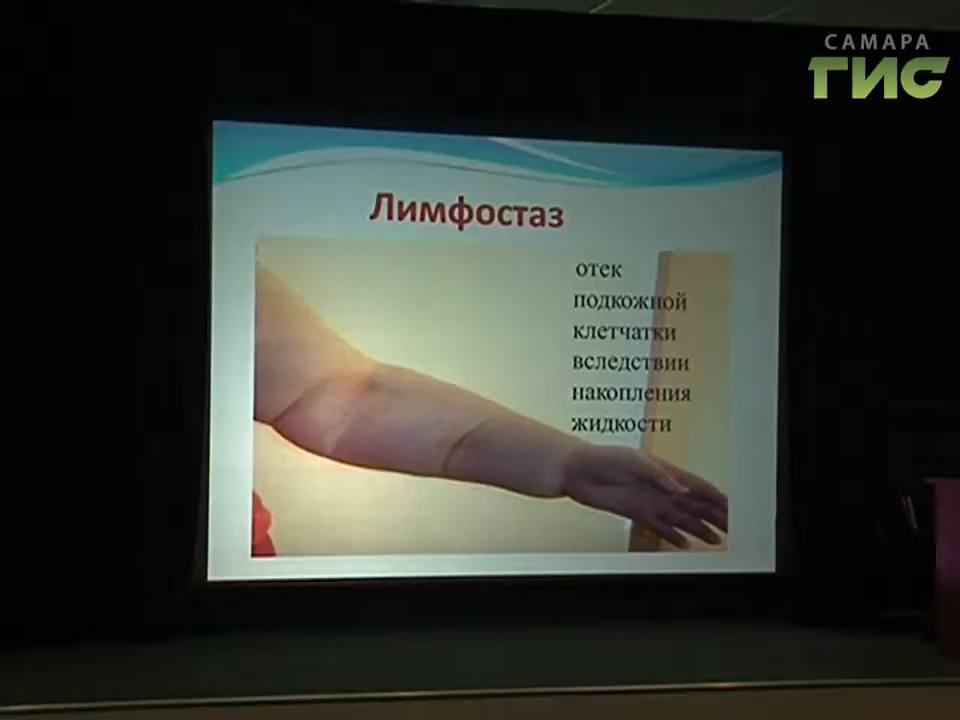 САМАРА
ГИС
Лимфостаз
отек
подкожной
клетчатки
вследствии
накопления
жидкости